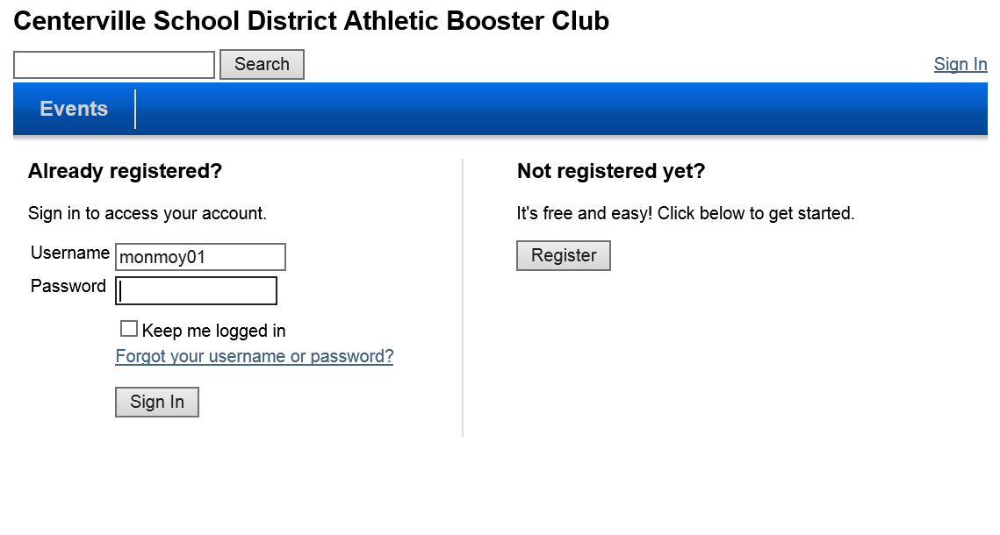 Centerville School District Athletic Booster Club
Search
Sign In
Events
Already registered?
Sign in to access your account.
Username monmoy01
Password
Keep me logged in
Forgot your username or password?
Sign In
Not registered yet?
It's free and easy! Click below to get started.
Register